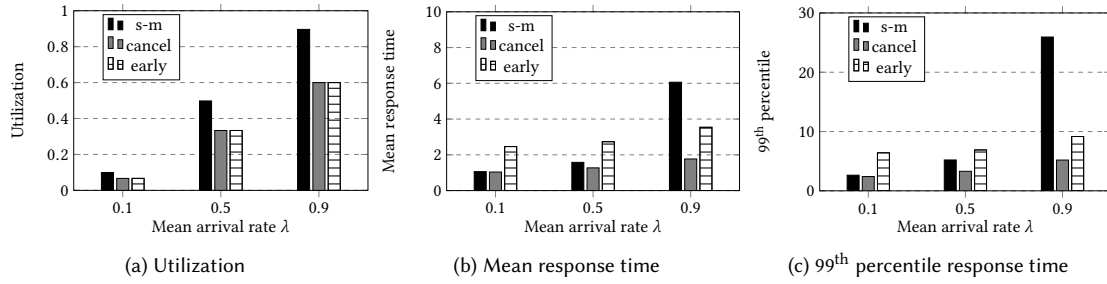 Utilization
1
0.8
0.6
0.4
0.2
0
s-m
cancel
early
0.1
0.5
0.9
Mean arrival rate λ
(a) Utilization
Mean response time
10
8
6
4
2
0
s-m
cancel
early
0.1
0.5
0.9
Mean arrival rate λ
(b) Mean response time
99th percentile
30
20
10
0
s-m
cancel
early
0.1
0.5
0.9
Mean arrival rate λ
(c) 99th percentile response time